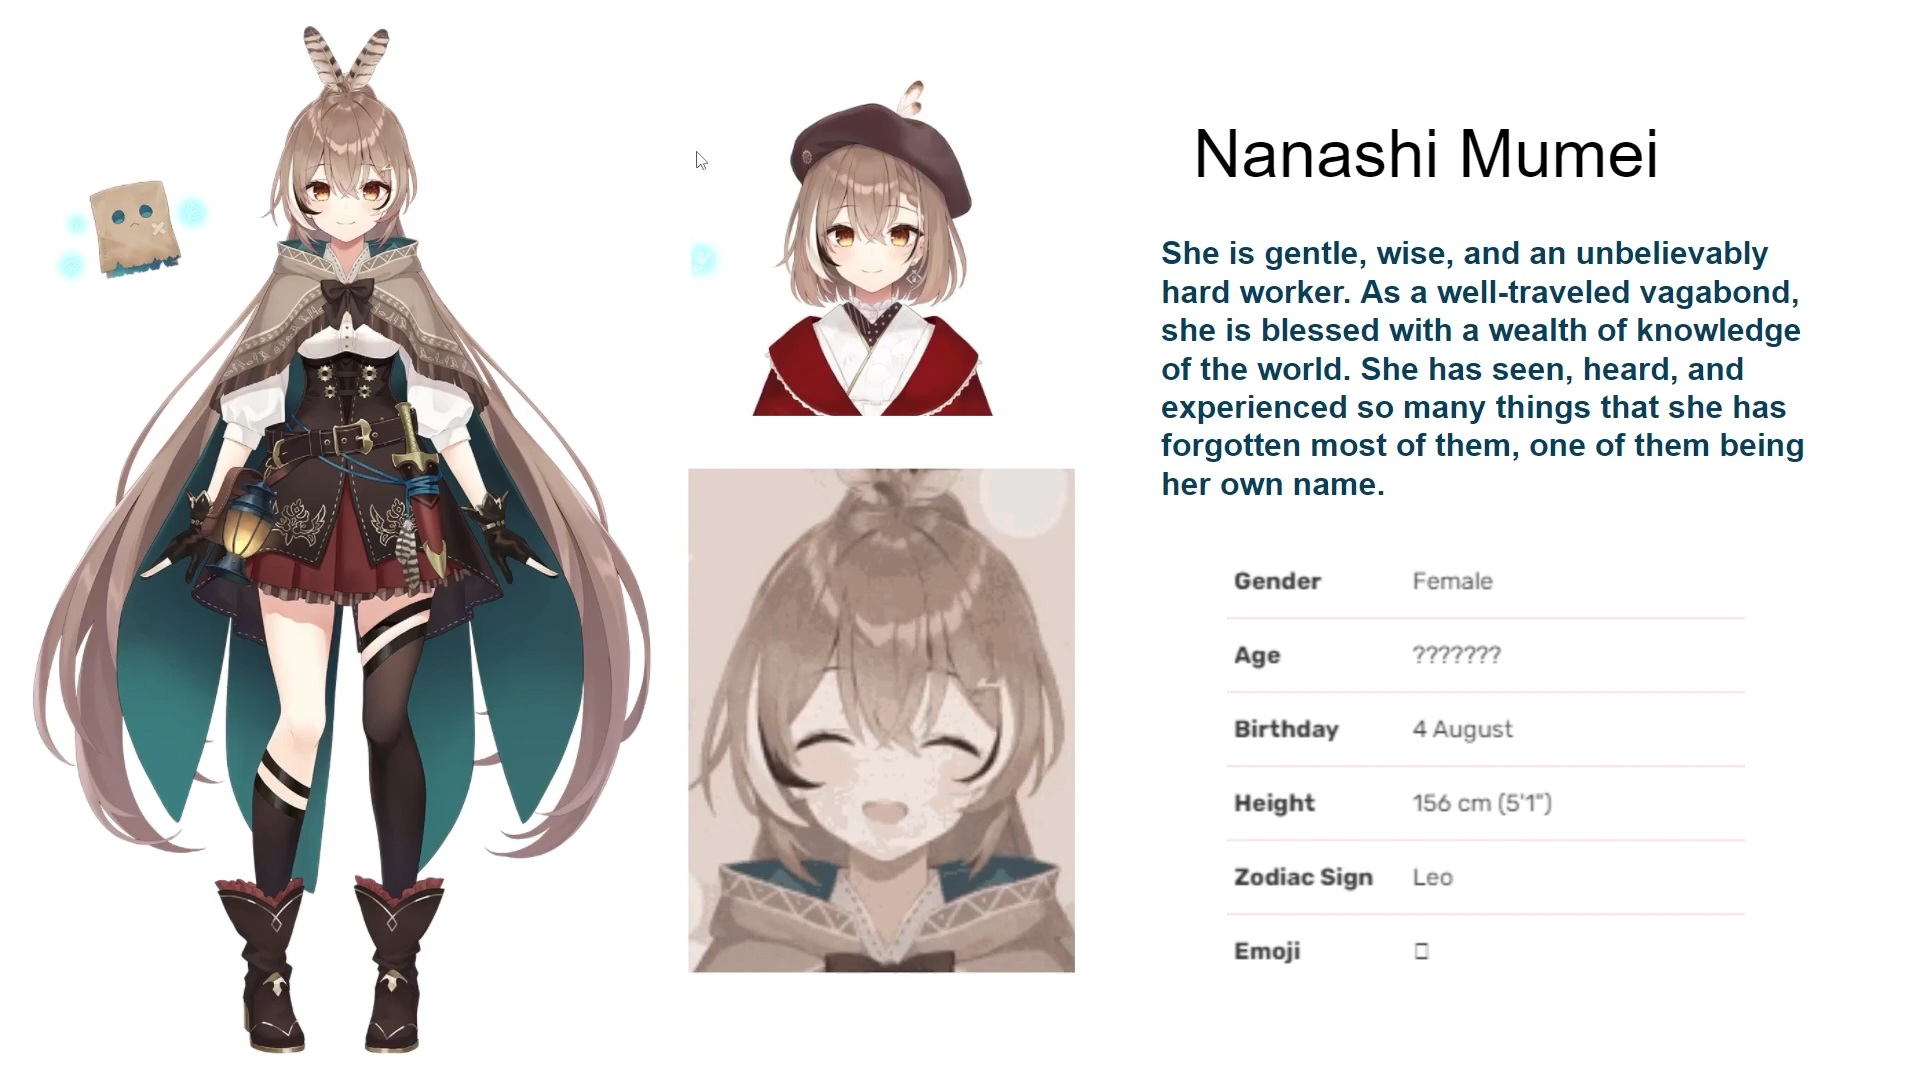 Nanashi Mumei
She is gentle, wise, and an unbelievably
hard worker. As a well-traveled vagabond,
she is blessed with a wealth of knowledge
of the world. She has seen, heard, and
experienced so many things that she has
forgotten most of them, one of them being
her own name.
Gender Female
Age ???????
Birthday 4 August
Height 156 cm (5'1")
Zodiac Sign Leo
Emoji